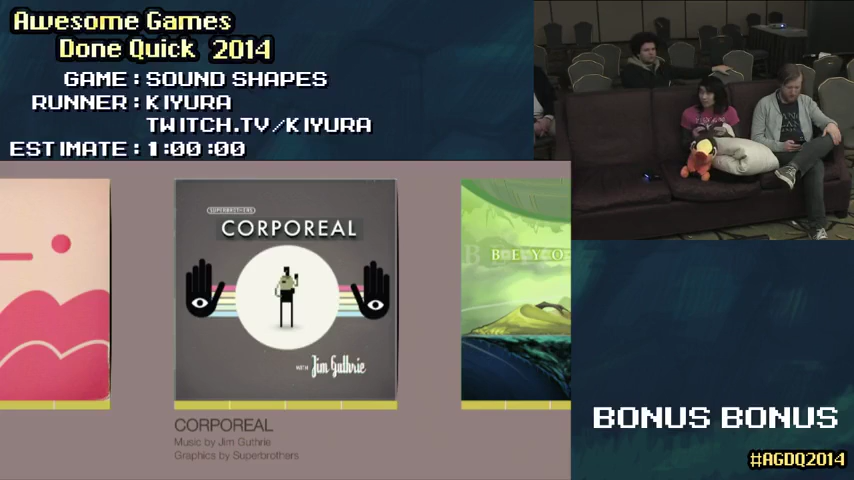 Awesome Games
Done Quick 2014
GAME: SOUND SHAPES
RUNNER: KIYURA
TWITCH.TV/KIYURA
ESTIMATE: 1:00:00
SUPERBROTHERS
CORPOREAL
WITH Jim Guthrie
BEYO
CORPOREAL
Music by Jim Guthrie
Graphics by Superbrothers
BONUS BONUS
#AGDQ2014